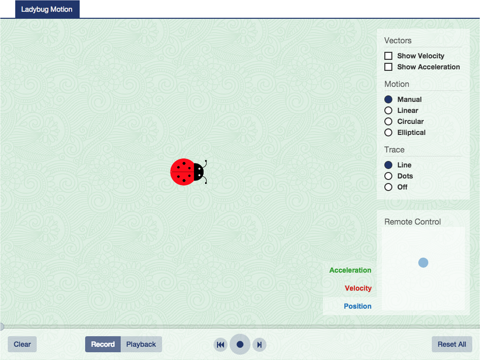 Ladybug Motion
Vectors
Show Velocity
Show Acceleration
Motion
Manual
Linear
Circular
Elliptical
Trace
Line
Dots
Off
Remote Control
Acceleration
Velocity
Position
Clear
Record
Playback
Reset All